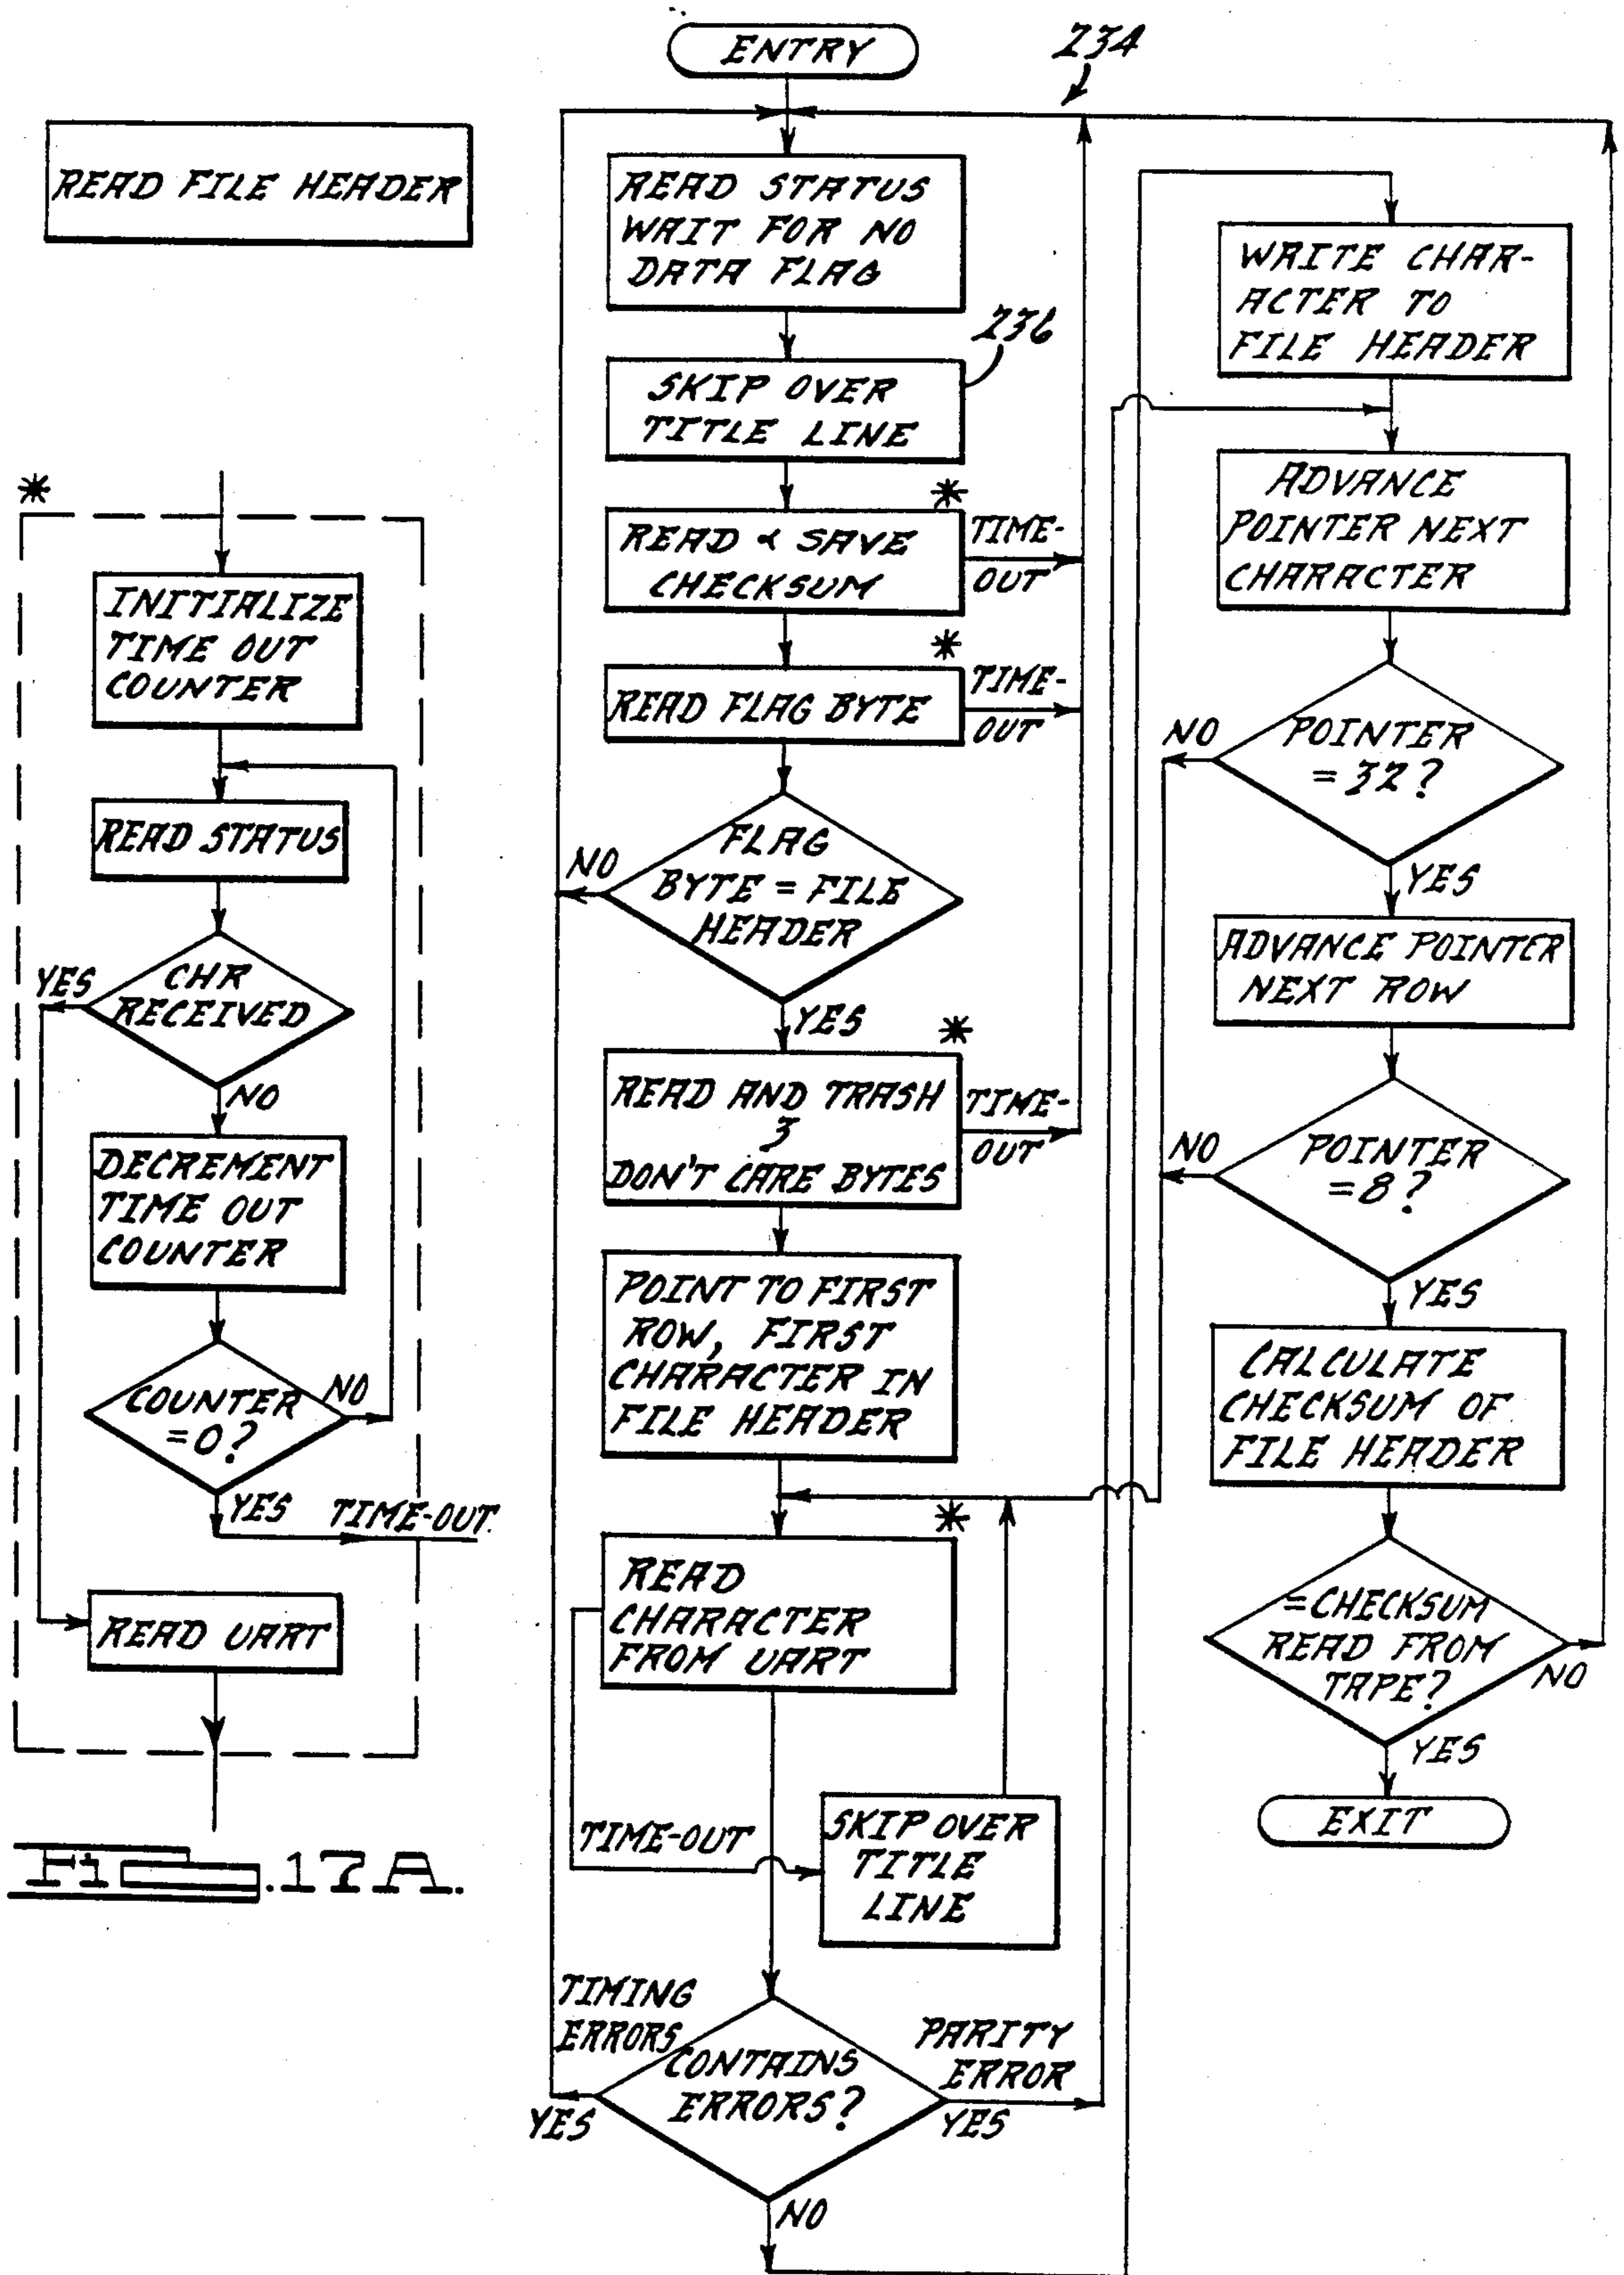 ENTRY
234
READ FILE HEADER
READ STATUS
WAIT FOR NO
DATA FLAG
236
SKIP OVER
TITLE LINE
*
READ & SAVE
CHECKSUM
TIME-
OUT
*
READ FLAG BYTE
TIME-
OUT
FLAG
BYTE = FILE
HEADER
NO
YES
*
READ AND TRASH
3
DON'T CARE BYTES
TIME-
OUT
POINT TO FIRST
ROW, FIRST
CHARACTER IN
FILE HEADER
*
READ
CHARACTER
FROM UART
TIME-OUT
SKIP OVER
TITLE
LINE
TIMING
ERRORS
CONTAINS
ERRORS?
YES
PARITY
ERROR
YES
NO
WRITE CHAR-
ACTER TO
FILE HEADER
ADVANCE
POINTER NEXT
CHARACTER
POINTER
= 32?
NO
YES
ADVANCE POINTER
NEXT ROW
POINTER
= 8?
NO
YES
CALCULATE
CHECKSUM OF
FILE HEADER
=CHECKSUM
READ FROM
TAPE?
NO
YES
EXIT
*
INITIALIZE
TIME OUT
COUNTER
READ STATUS
CHR
RECEIVED
YES
NO
DECREMENT
TIME OUT
COUNTER
COUNTER
=0?
NO
YES
TIME-OUT.
READ UART
FIG.17A.